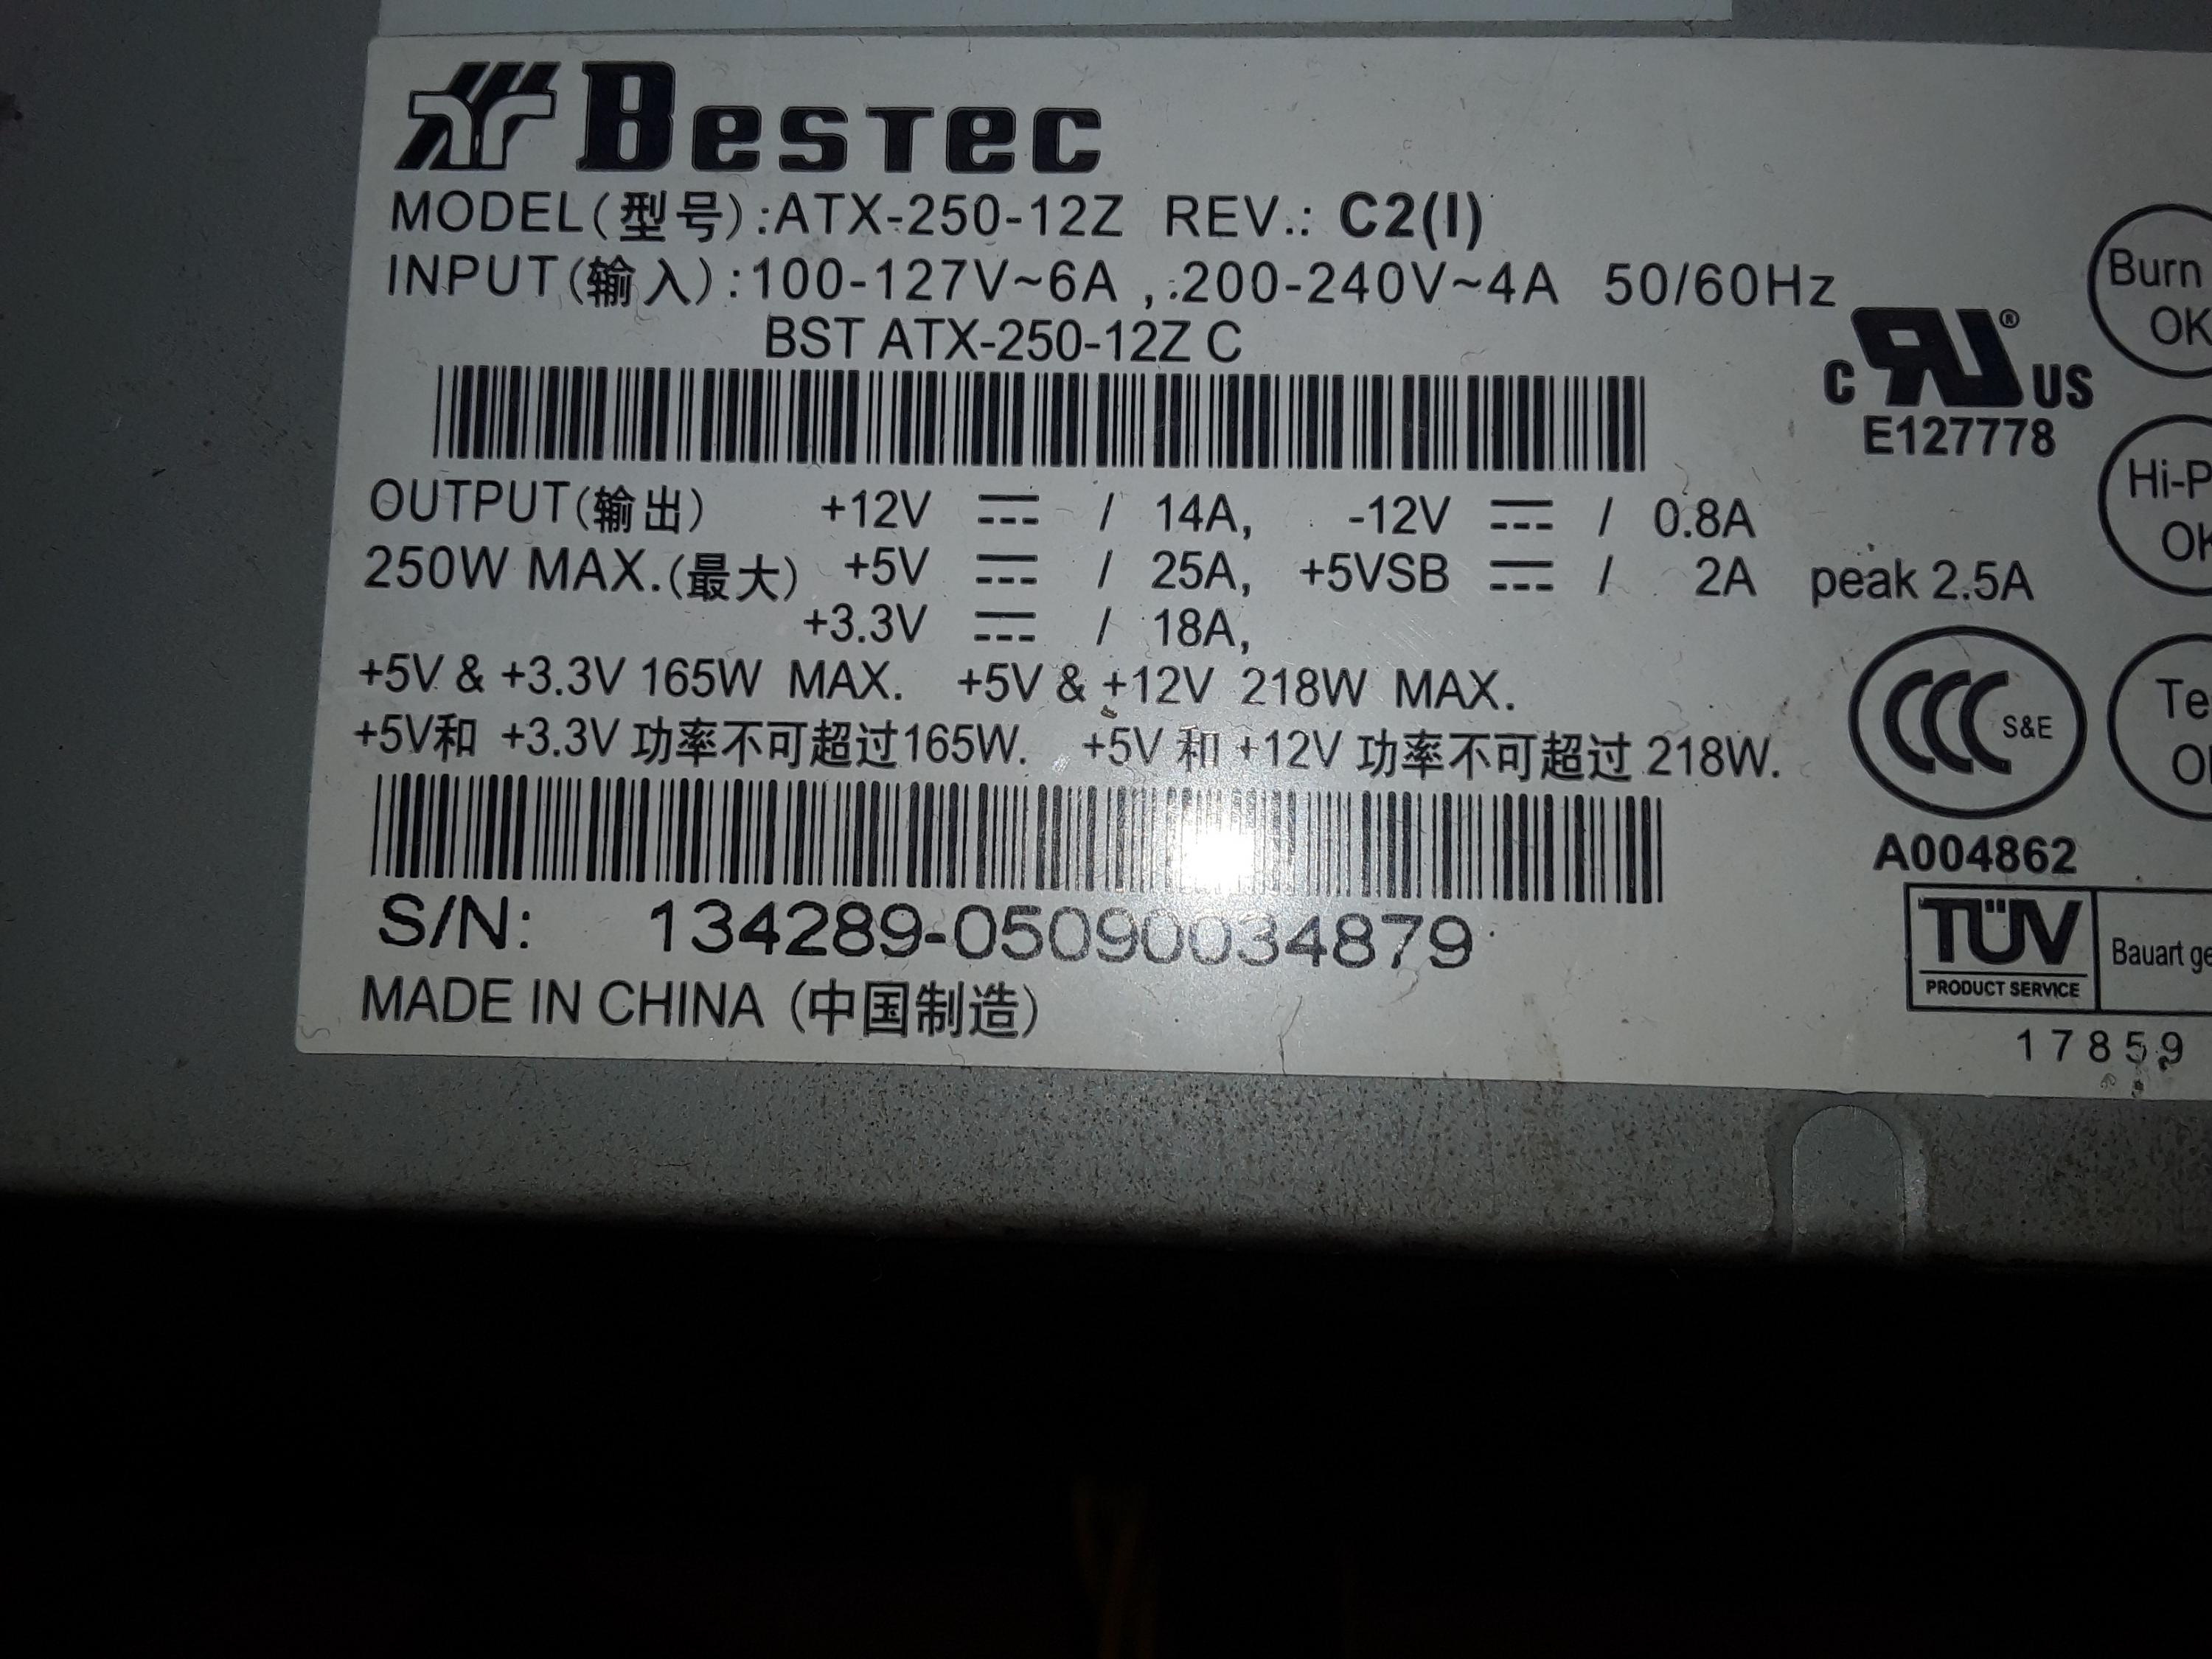 Bestec
MODEL(型号):ATX-250-12Z REV.: C2(I)
INPUT(输入):100-127V~6A , 200-240V~4A 50/60Hz
BST ATX-250-12Z C
Burn
OK
C US
®
E127778
Hi-P
OUTPUT(输出) +12V ⎓ / 14A, -12V ⎓ / 0.8A
250W MAX.(最大) +5V ⎓ / 25A, +5VSB ⎓ / 2A peak 2.5A
+3.3V ⎓ / 18A,
+5V & +3.3V 165W MAX. +5V & +12V 218W MAX.
+5V和 +3.3V 功率不可超过165W. +5V 和 +12V 功率不可超过 218W.
CCC S&E
A004862
S/N: 134289-05090034879
MADE IN CHINA (中国制造)
TÜV
PRODUCT SERVICE
Bauart
17859